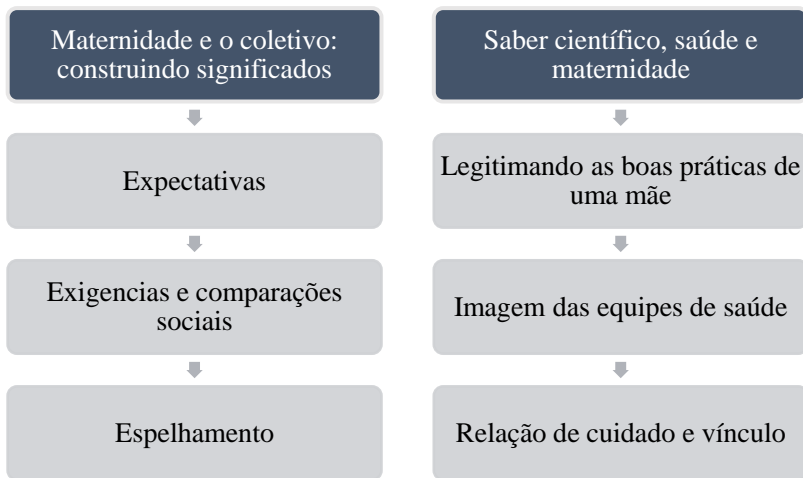 Maternidade e o coletivo:
construindo significados
Expectativas
Exigencias e comparações
sociais
Espelhamento
Saber científico, saúde e
maternidade
Legitimando as boas práticas de
uma mãe
Imagem das equipes de saúde
Relação de cuidado e vínculo